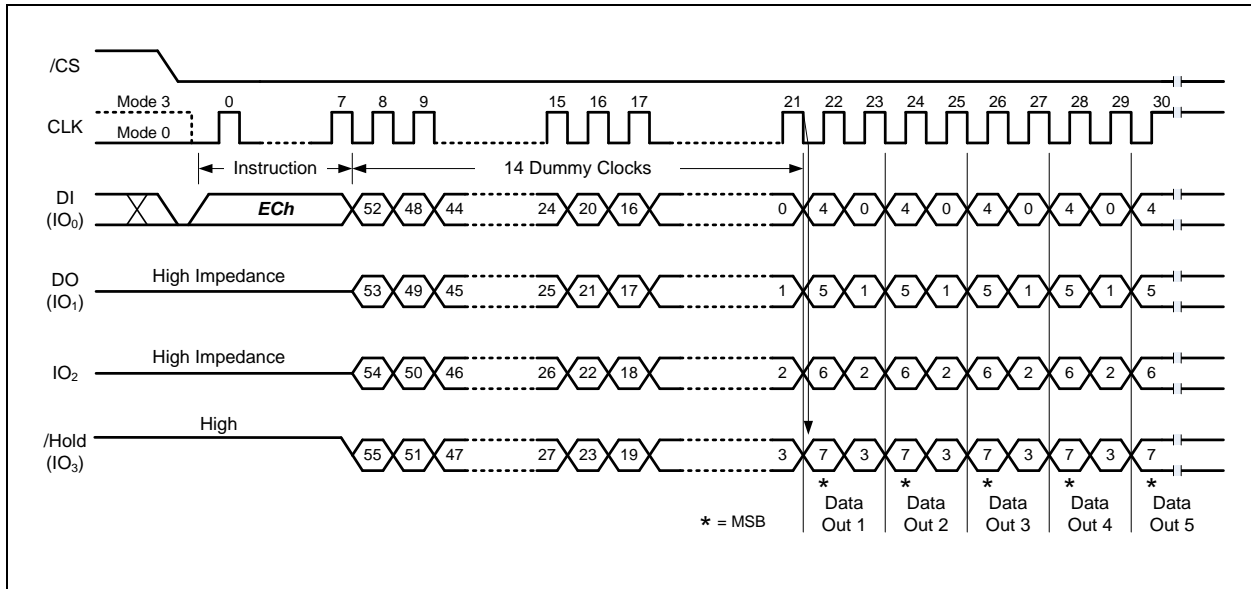 /CS
Mode 3 0 7 8 9 15 16 17 21 22 23 24 25 26 27 28 29 30
CLK
Mode 0
Instruction 14 Dummy Clocks
DI
(IO0)
ECh 52 48 44 24 20 16 0 4 0 4 0 4 0 4 0 4
DO
(IO1)
High Impedance 53 49 45 25 21 17 1 5 1 5 1 5 1 5 1 5
IO2
High Impedance 54 50 46 26 22 18 2 6 2 6 2 6 2 6 2 6
/Hold
(IO3)
High 55 51 47 27 23 19 3 7 3 7 3 7 3 7 3 7
* * * * *
* = MSB
Data Out 1
Data Out 2
Data Out 3
Data Out 4
Data Out 5